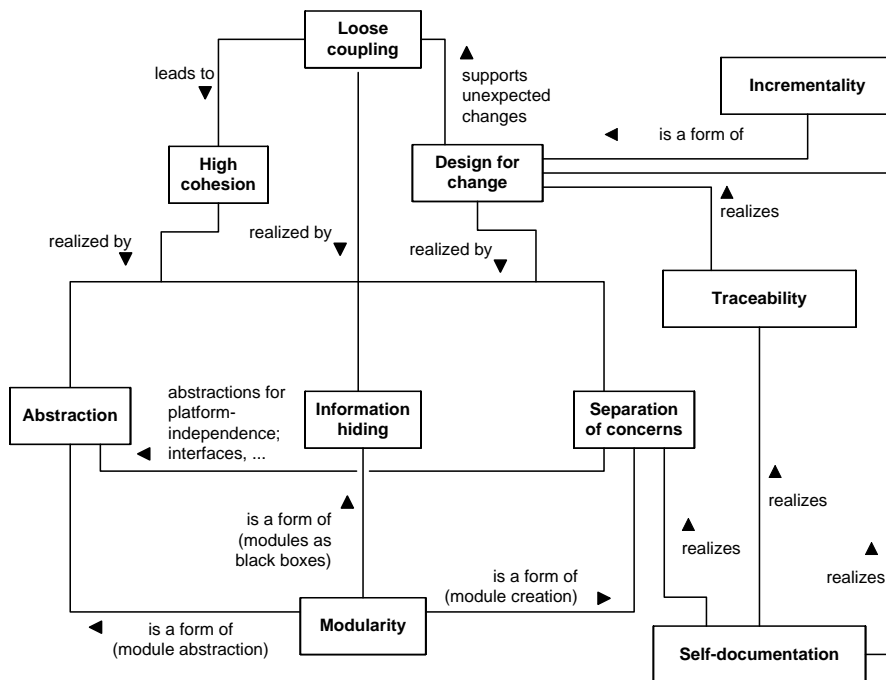 Loose
coupling
leads to
supports
unexpected
changes
Incrementality
is a form of
High
cohesion
Design for
change
realizes
realized by
realized by
realized by
Traceability
Abstraction
abstractions for
platform-
independence;
interfaces, ...
Information
hiding
Separation
of concerns
realizes
is a form of
(modules as
black boxes)
realizes
realizes
is a form of
(module creation)
is a form of
(module abstraction)
Modularity
Self-documentation